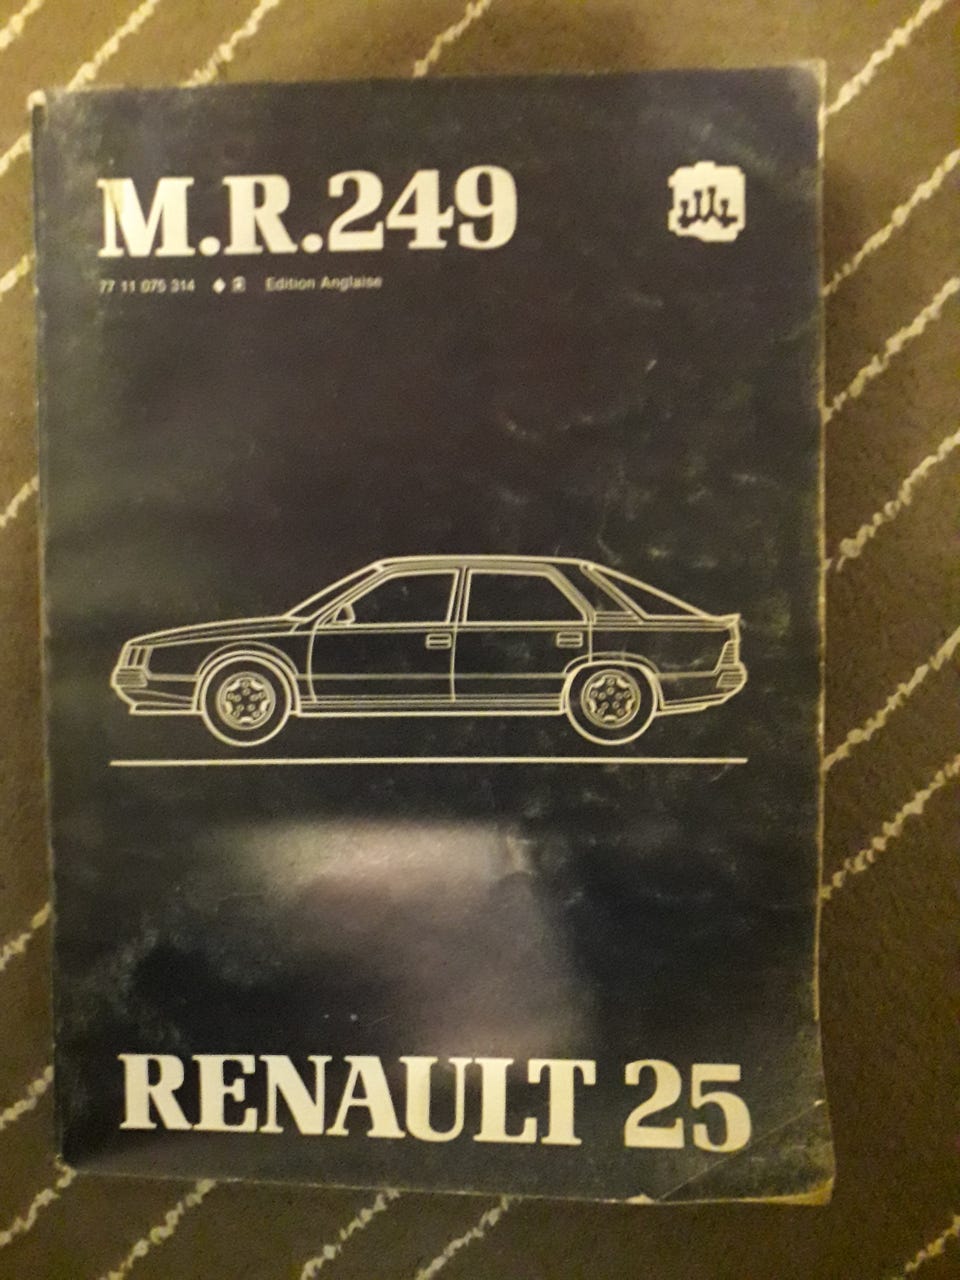 M.R.249
77 11 075 314 Edition Anglaise
RENAULT 25